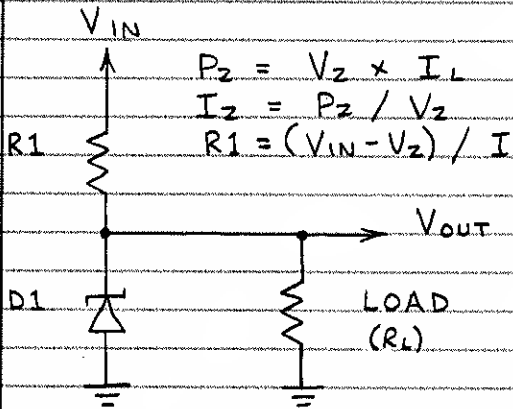 VIN
PZ = VZ x IL
IZ = PZ / VZ
R1 = (VIN - VZ) / I
R1
VOUT
D1
LOAD
(RL)